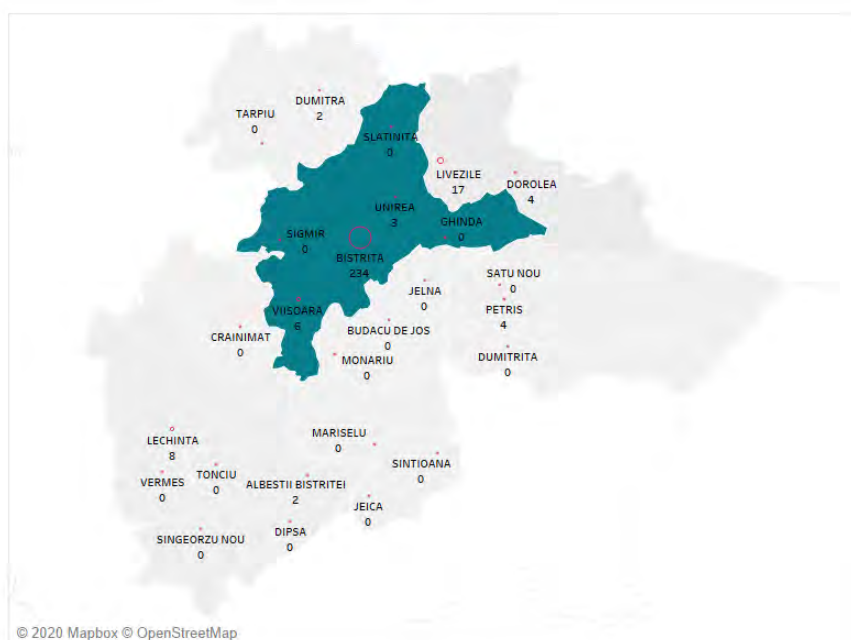 DUMITRA
2
TARPIU
0
SLATINITA
0
LIVEZILE
17
DOROLEA
4
UNIREA
3
GHINDA
0
SIGMIR
0
BISTRITA
234
SATU NOU
0
JELNA
0
PETRIS
4
VIISOARA
6
BUDACU DE JOS
0
CRAINIMAT
0
MONARIU
0
DUMITRITA
0
MARISELU
0
LECHINTA
8
SINTIOANA
0
TONCIU
0
VERMES
0
ALBESTII BISTRITEI
2
JEICA
0
DIPSA
0
SINGEORZU NOU
0
© 2020 Mapbox © OpenStreetMap